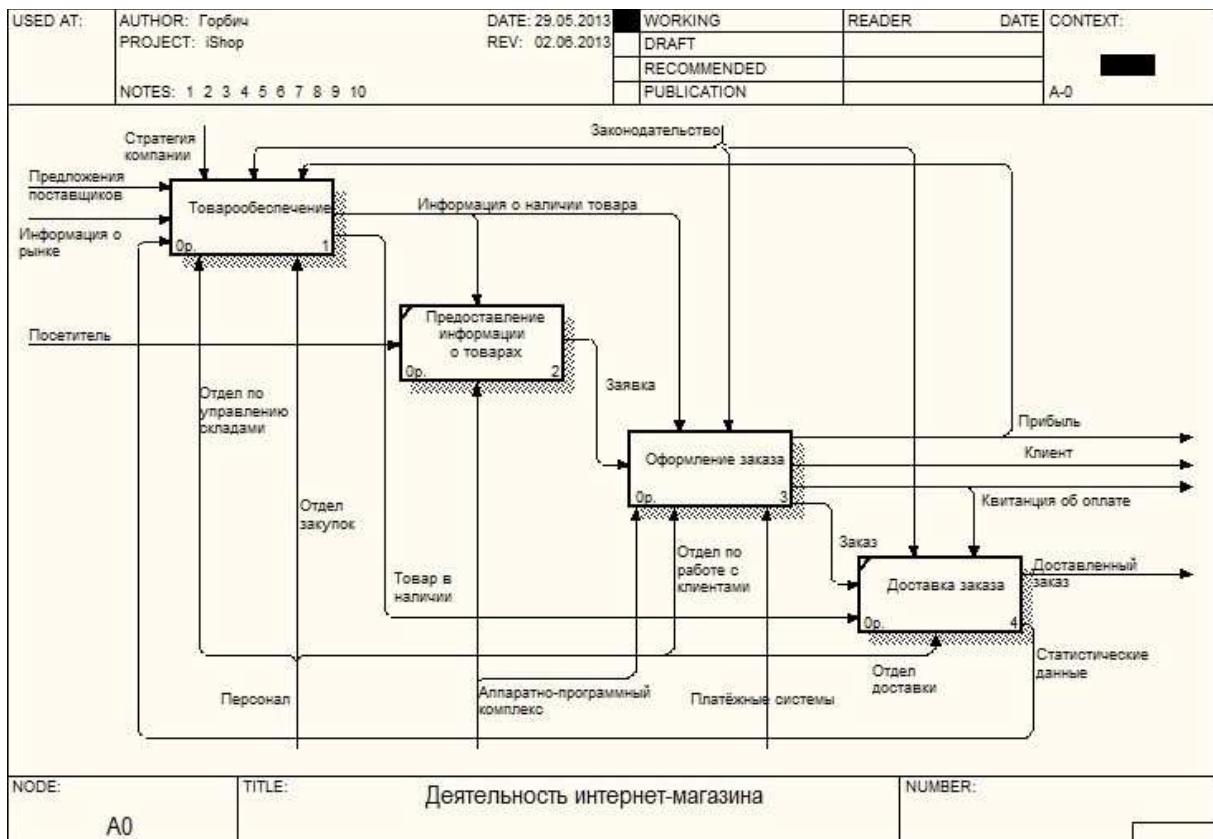 USED AT:
AUTHOR: Горбич
DATE: 29.05.2013
WORKING
READER
DATE
CONTEXT:
PROJECT: iShop
REV: 02.06.2013
DRAFT
RECOMMENDED
NOTES: 1 2 3 4 5 6 7 8 9 10
PUBLICATION
A-0
Стратегия
компании
Законодательство
Предложения
поставщиков
Товарообеспечение
0р.
1
Информация о наличии товара
Информация о
рынке
Посетитель
Предоставление
информации
о товарах
0р.
2
Отдел по
управлению
складами
Заявка
Прибыль
Оформление заказа
0р.
3
Клиент
Квитанция об оплате
Отдел
закупок
Отдел по
работе с
клиентами
Заказ
Товар в
наличии
Доставка заказа
0р.
4
Доставленный
заказ
Статистические
данные
Отдел
доставки
Персонал
Аппаратно-программный
комплекс
Платёжные системы
NODE:
A0
TITLE:
Деятельность интернет-магазина
NUMBER: